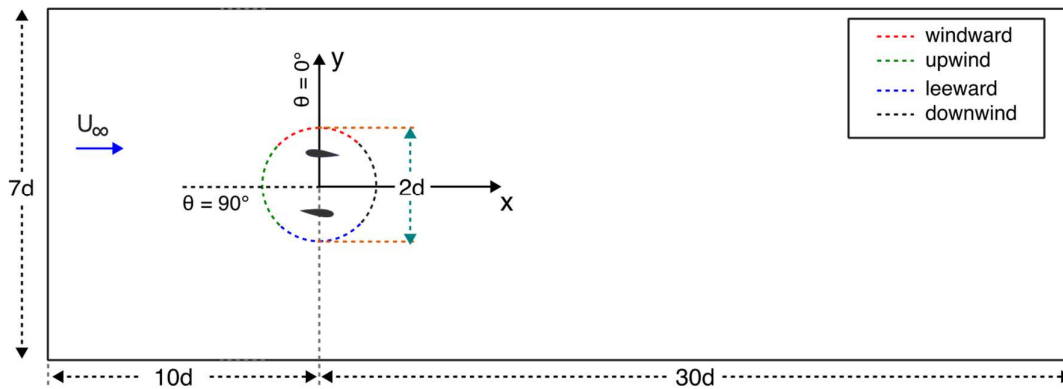 windward
upwind
leeward
downwind
y
θ = 0°
U∞
7d
2d
θ = 90°
x
10d
30d